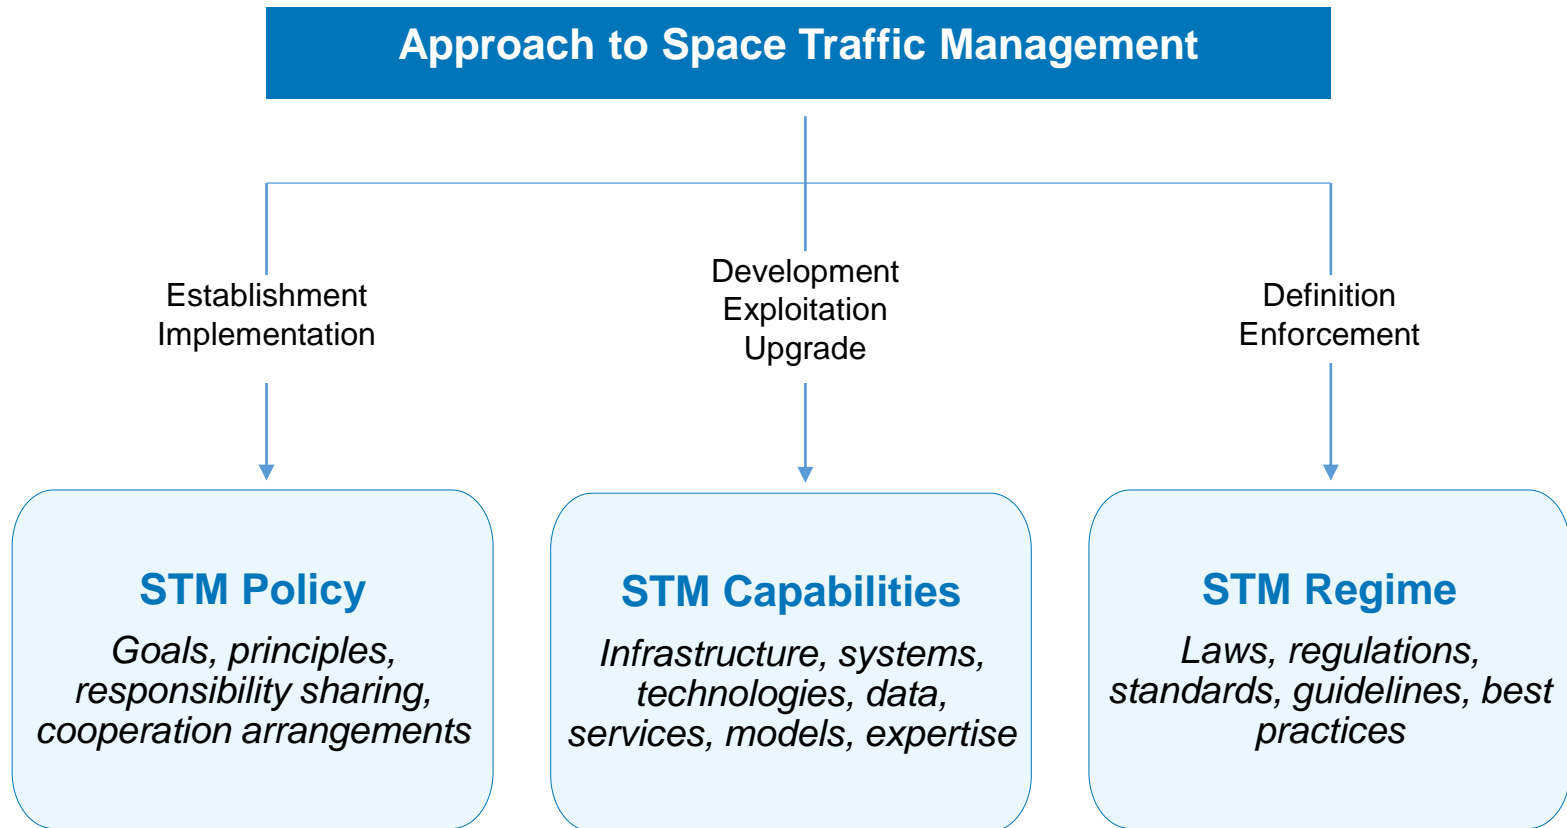 Approach to Space Traffic Management
Establishment
Implementation
Development
Exploitation
Upgrade
Definition
Enforcement
STM Policy
Goals, principles,
responsibility sharing,
cooperation arrangements
STM Capabilities
Infrastructure, systems,
technologies, data,
services, models, expertise
STM Regime
Laws, regulations,
standards, guidelines, best
practices